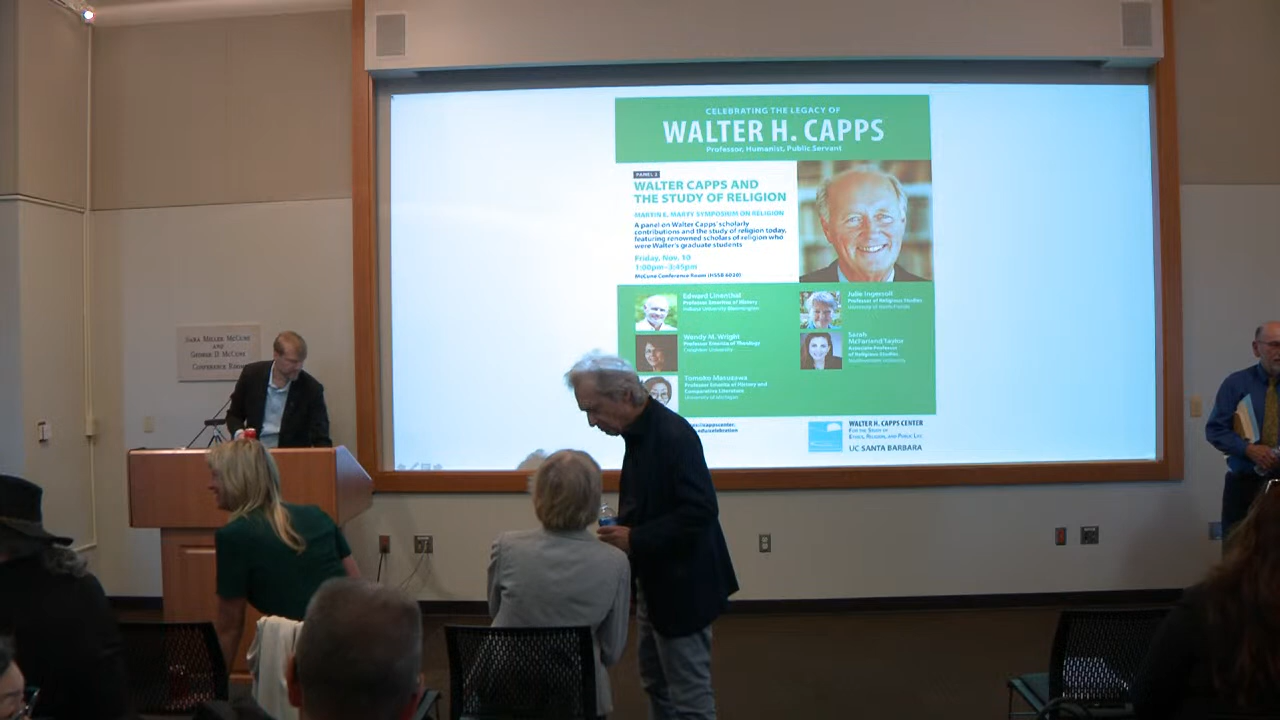 CELEBRATING THE LEGACY OF
WALTER H. CAPPS
Professor, Humanist, Public Servant
PANEL 2
WALTER CAPPS AND
THE STUDY OF RELIGION
MARTIN E. MARTY SYMPOSIUM ON RELIGION
A panel on Walter Capps' scholarly
contributions and the study of religion today,
featuring renowned scholars of religion who
were Walter's graduate students
Friday, Nov. 10
1:00pm–3:45pm
McCune Conference Room (HSSB 6020)
Edward Linenthal
Professor Emeritus of History
Indiana University Bloomington
Julie Ingersoll
Professor of Religious Studies
University of North Florida
Wendy M. Wright
Professor Emerita of Theology
Creighton University
Sarah
McFarland Taylor
Associate Professor
of Religious Studies
Northwestern University
Tomoko Masuzawa
Professor Emerita of History and
Comparative Literature
University of Michigan
WALTER H. CAPPS CENTER
FOR THE STUDY OF
ETHICS, RELIGION, AND PUBLIC LIFE
UC SANTA BARBARA
SARA MILLER MCCUNE
AND
GEORGE D. MCCUNE
CONFERENCE ROOM